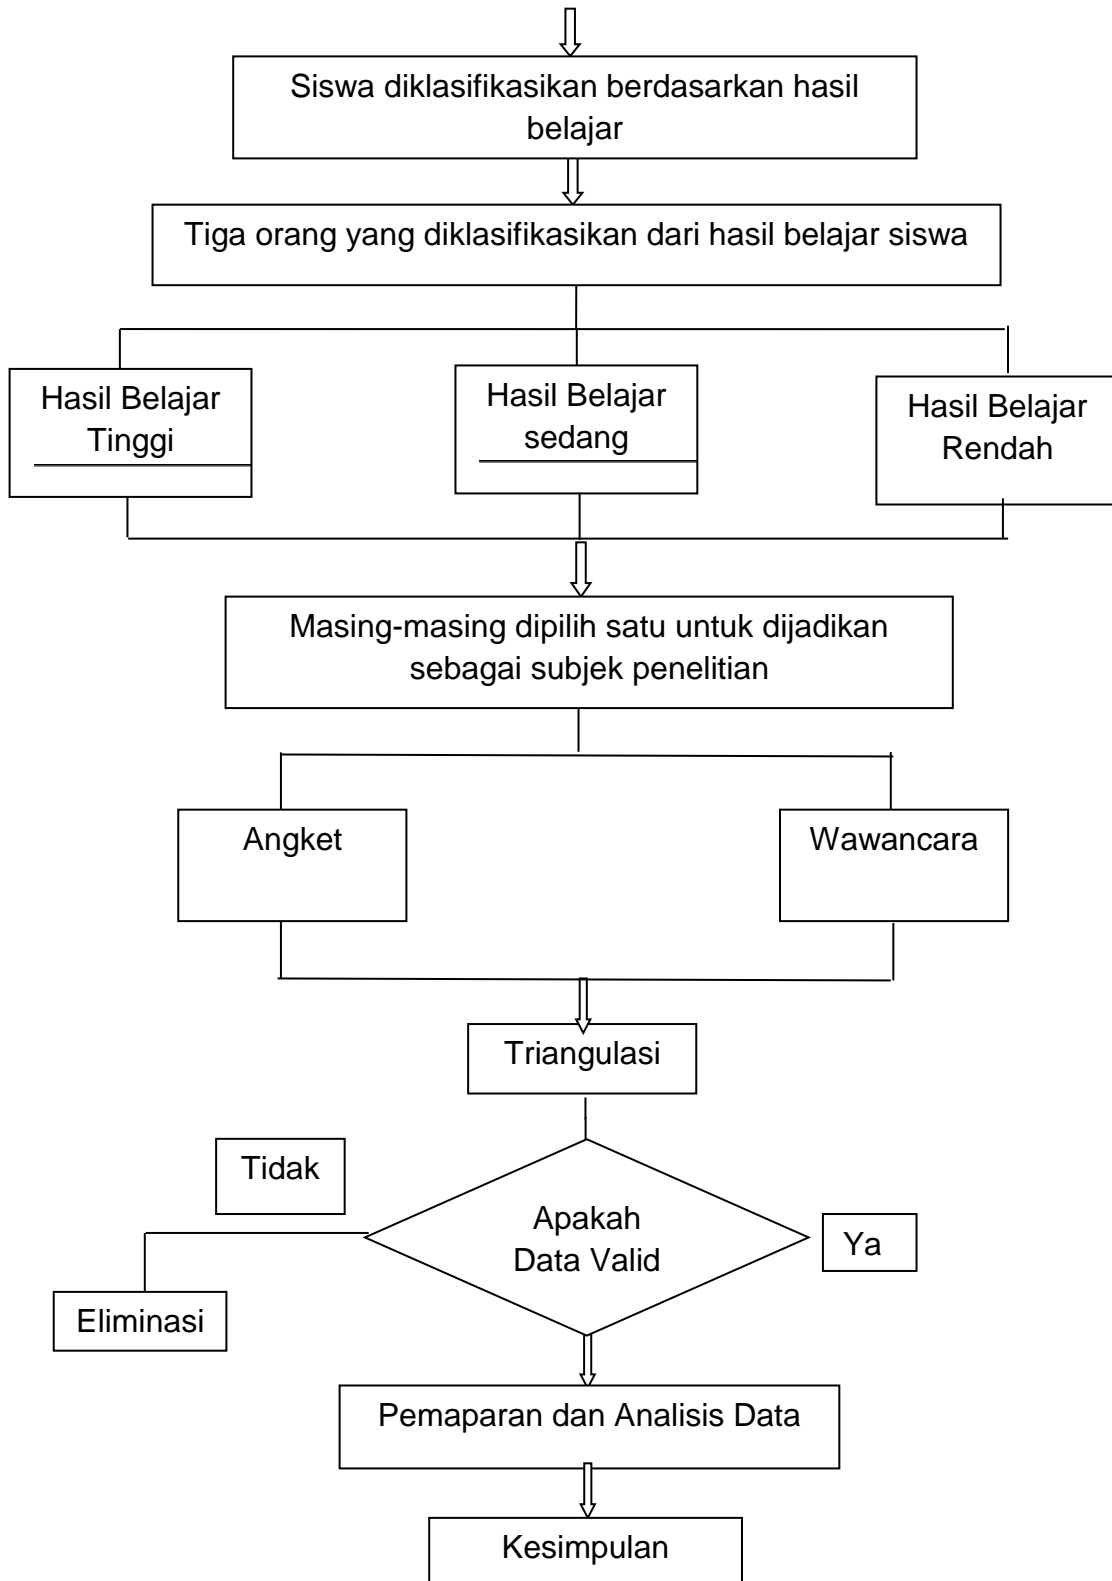 Siswa diklasifikasikan berdasarkan hasil
belajar
Tiga orang yang diklasifikasikan dari hasil belajar siswa
Hasil Belajar
Tinggi
Hasil Belajar
sedang
Hasil Belajar
Rendah
Masing-masing dipilih satu untuk dijadikan
sebagai subjek penelitian
Angket
Wawancara
Triangulasi
Tidak
Apakah
Data Valid
Ya
Eliminasi
Pemaparan dan Analisis Data
Kesimpulan